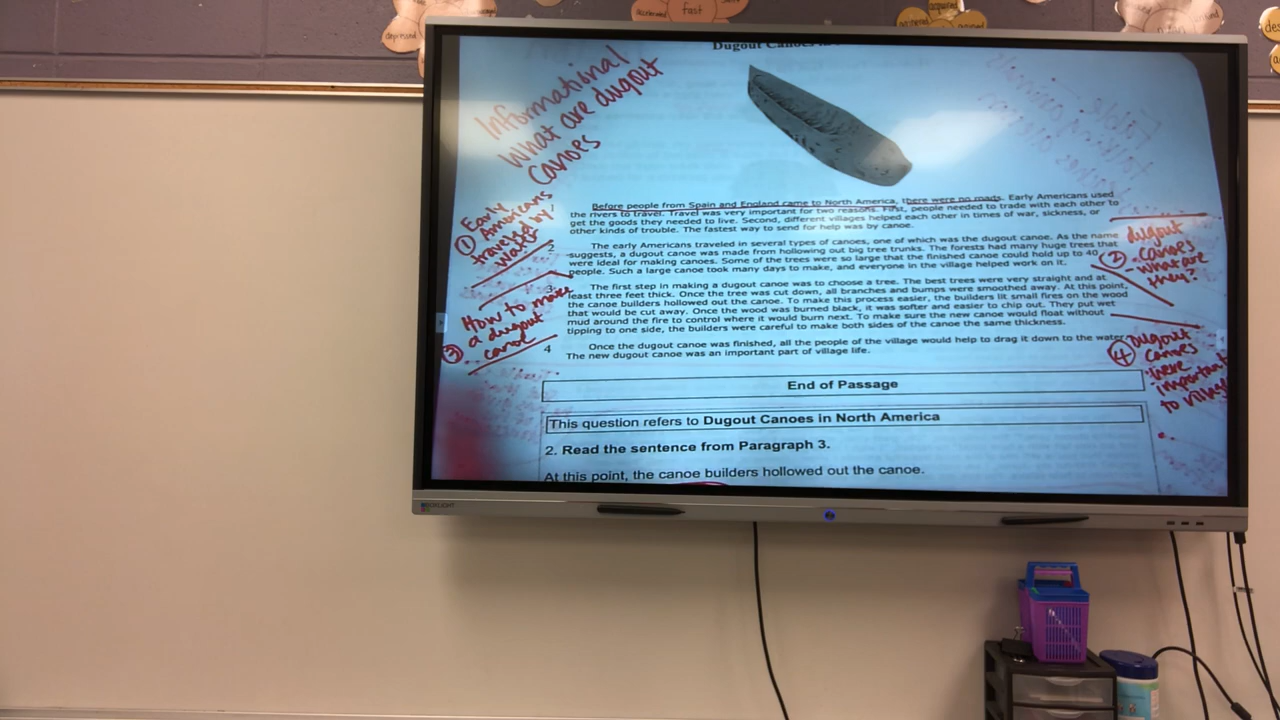 depressed
fast
acquired
Dugout Canoes
Informational
What are dugout
canoes
Before people from Spain and England came to North America, there were no roads. Early Americans used
the rivers to travel. Travel was very important for two reasons. First, people needed to trade with each other to
get the goods they needed to live. Second, different villages helped each other in times of war, sickness, or
other kinds of trouble. The fastest way to send for help was by canoe.
① Early
Americans
traveled by
water
2 The early Americans traveled in several types of canoes, one of which was the dugout canoe. As the name
suggests, a dugout canoe was made from hollowing out big tree trunks. The forests had many huge trees that
were ideal for making canoes. Some of the trees were so large that the finished canoe could hold up to 40
people. Such a large canoe took many days to make, and everyone in the village helped work on it.
② dugout
- canoes
- what are
they?
3 The first step in making a dugout canoe was to choose a tree. The best trees were very straight and at
least three feet thick. Once the tree was cut down, all branches and bumps were smoothed away. At this point,
the canoe builders hollowed out the canoe. To make this process easier, the builders lit small fires on the wood
that would be cut away. Once the wood was burned black, it was softer and easier to chip out. They put wet
mud around the fire to control where it would burn next. To make sure the new canoe would float without
tipping to one side, the builders were careful to make both sides of the canoe the same thickness.
③ How to make
a dugout
canoe
4 Once the dugout canoe was finished, all the people of the village would help to drag it down to the water.
The new dugout canoe was an important part of village life.
④ Dugout
canoes
were
important
to village
End of Passage
This question refers to Dugout Canoes in North America
2. Read the sentence from Paragraph 3.
At this point, the canoe builders hollowed out the canoe.